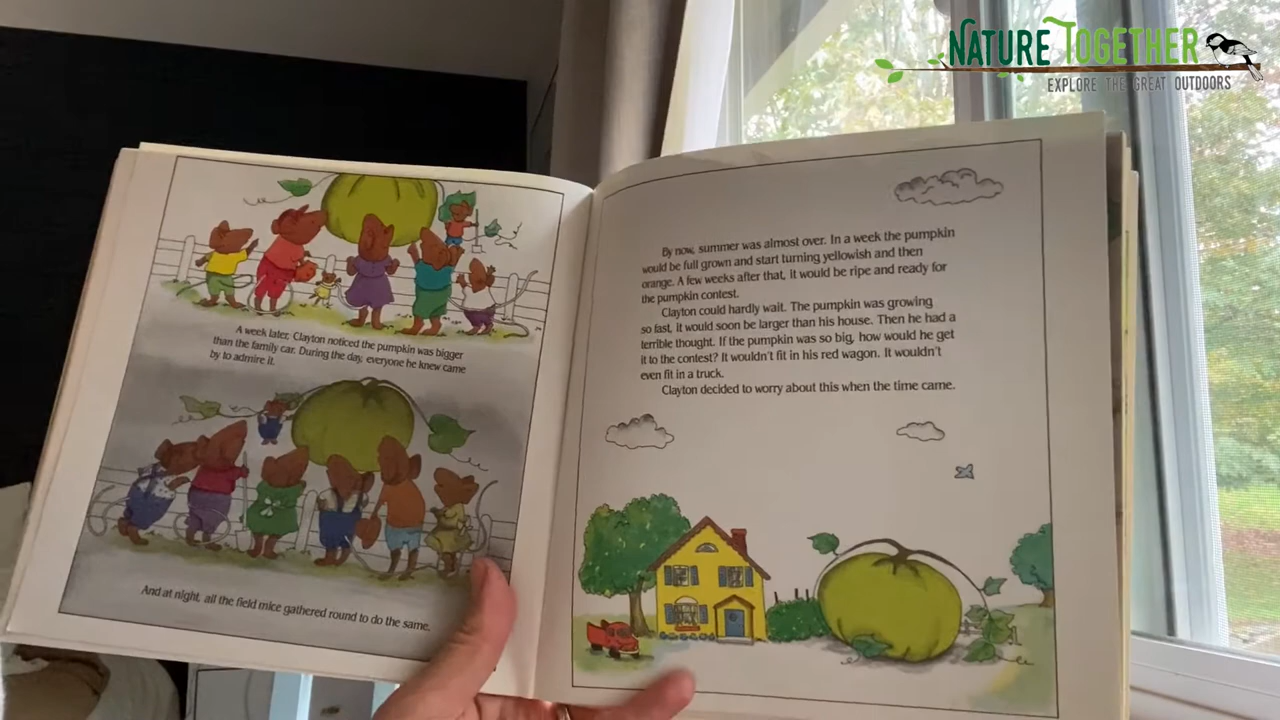 NATURE TOGETHER
EXPLORE THE GREAT OUTDOORS
A week later, Clayton noticed the pumpkin was bigger
than the family car. During the day, everyone he knew came
by to admire it.
And at night, all the field mice gathered round to do the same.
By now, summer was almost over. In a week the pumpkin
would be full grown and start turning yellowish and then
orange. A few weeks after that, it would be ripe and ready for
the pumpkin contest.
Clayton could hardly wait. The pumpkin was growing
so fast, it would soon be larger than his house. Then he had a
terrible thought. If the pumpkin was so big, how would he get
it to the contest? It wouldn't fit in his red wagon. It wouldn't
even fit in a truck.
Clayton decided to worry about this when the time came.